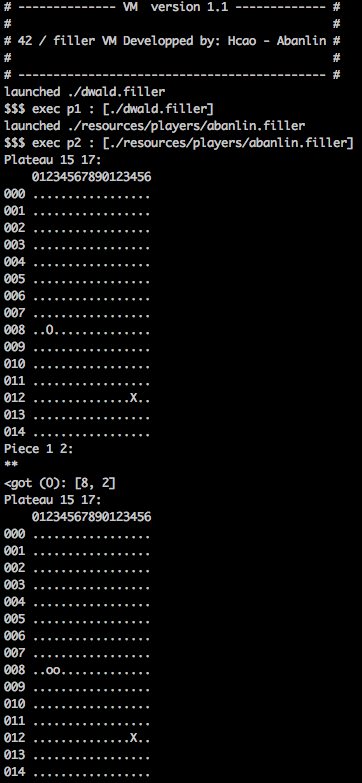 # --------------- VM  version 1.1 ------------- #
#                                               #
# 42 / filler VM Developped by: Hcao - Abanlin #
#                                               #
# --------------------------------------------- #
launched ./dwald.filler
$$$ exec p1 : [./dwald.filler]
launched ./resources/players/abanlin.filler
$$$ exec p2 : [./resources/players/abanlin.filler]
Plateau 15 17:
    01234567890123456
000 .................
001 .................
002 .................
003 .................
004 .................
005 .................
006 .................
007 .................
008 ..O..............
009 .................
010 .................
011 .................
012 ..............X..
013 .................
014 .................
Piece 1 2:
**
<got (O): [8, 2]
Plateau 15 17:
    01234567890123456
000 .................
001 .................
002 .................
003 .................
004 .................
005 .................
006 .................
007 .................
008 ..oo.............
009 .................
010 .................
011 .................
012 ..............X..
013 .................
014 .................